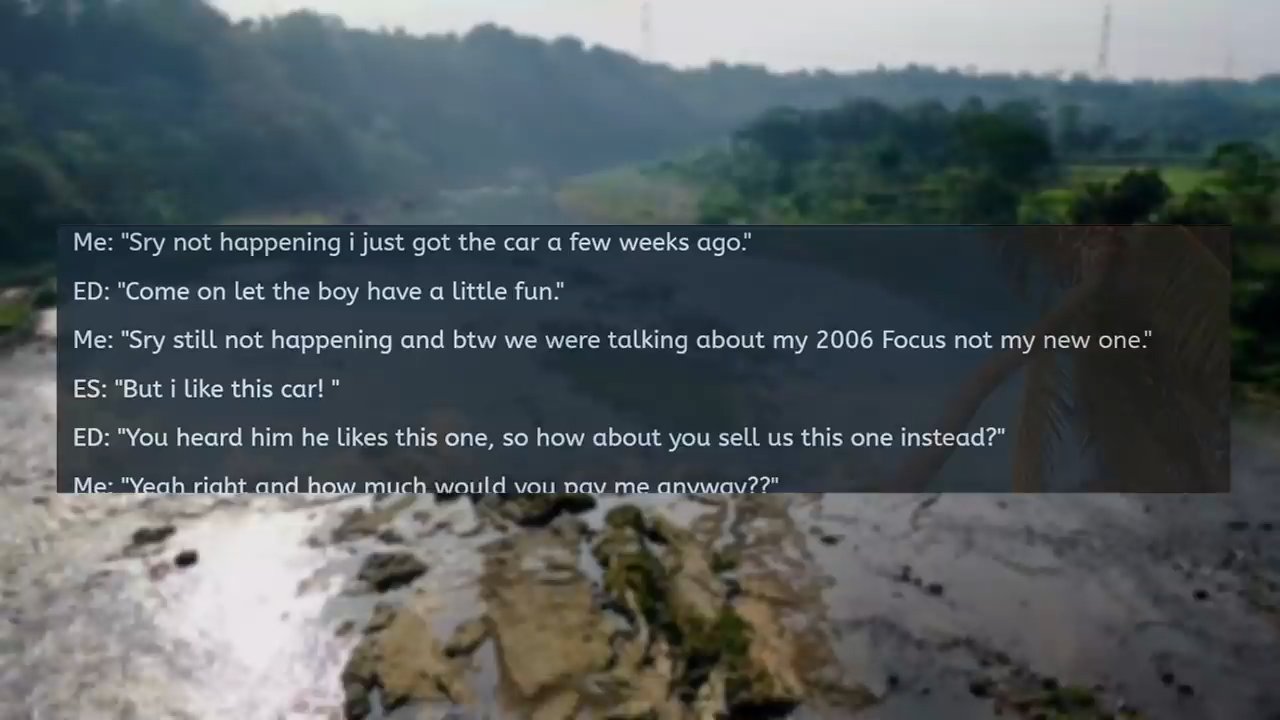 Me: "Sry not happening i just got the car a few weeks ago."
ED: "Come on let the boy have a little fun."
Me: "Sry still not happening and btw we were talking about my 2006 Focus not my new one."
ES: "But i like this car! "
ED: "You heard him he likes this one, so how about you sell us this one instead?"
Me: "Yeah right and how much would you pay me anyway??"